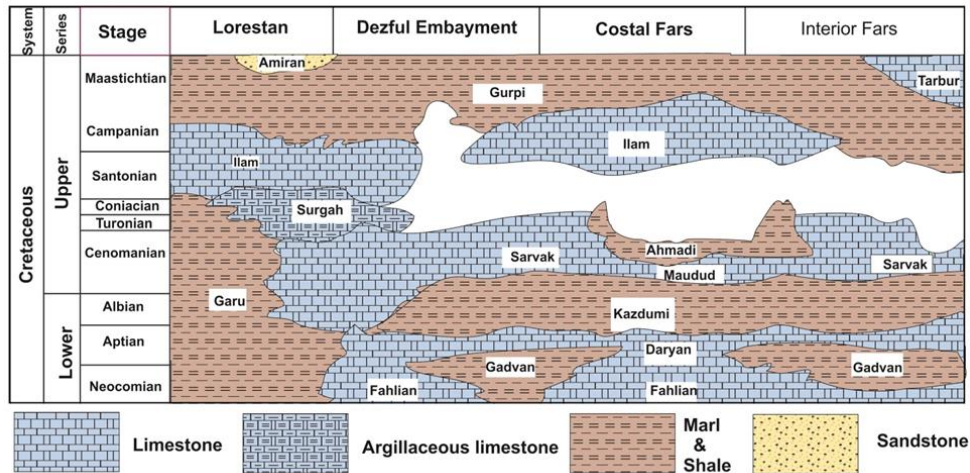 System Series Stage Lorestan Dezful Embayment Costal Fars Interior Fars
Cretaceous
Upper
Lower
Maastichtian
Campanian
Santonian
Coniacian
Turonian
Cenomanian
Albian
Aptian
Neocomian
Amiran
Tarbur
Gurpi
Ilam
Ilam
Surgah
Ahmadi
Sarvak
Sarvak
Maudud
Garu
Kazdumi
Daryan
Gadvan
Gadvan
Fahlian
Fahlian
Limestone
Argillaceous limestone
Marl
&
Shale
Sandstone